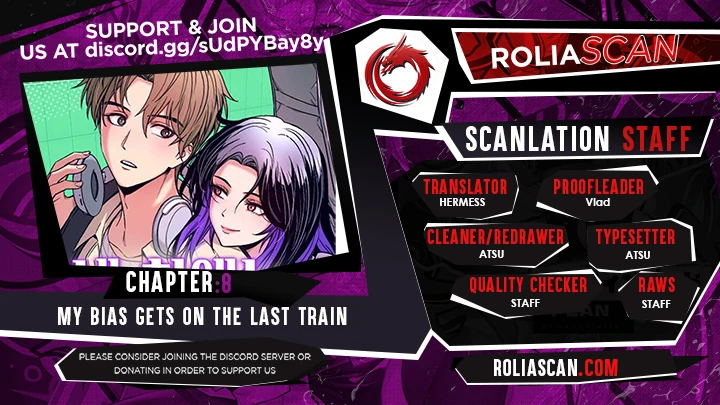 SUPPORT & JOIN
US AT discord.gg/sUdPYBay8y
ROLIASCAN
SCANLATION STAFF
TRANSLATOR
HERMESS
PROOFLEADER
Vlad
CLEANER/REDRAWER
ATSU
TYPESETTER
ATSU
QUALITY CHECKER
STAFF
RAWS
STAFF
CHAPTER:8
MY BIAS GETS ON THE LAST TRAIN
PLEASE CONSIDER JOINING THE DISCORD SERVER OR
DONATING IN ORDER TO SUPPORT US
ROLIASCAN.COM